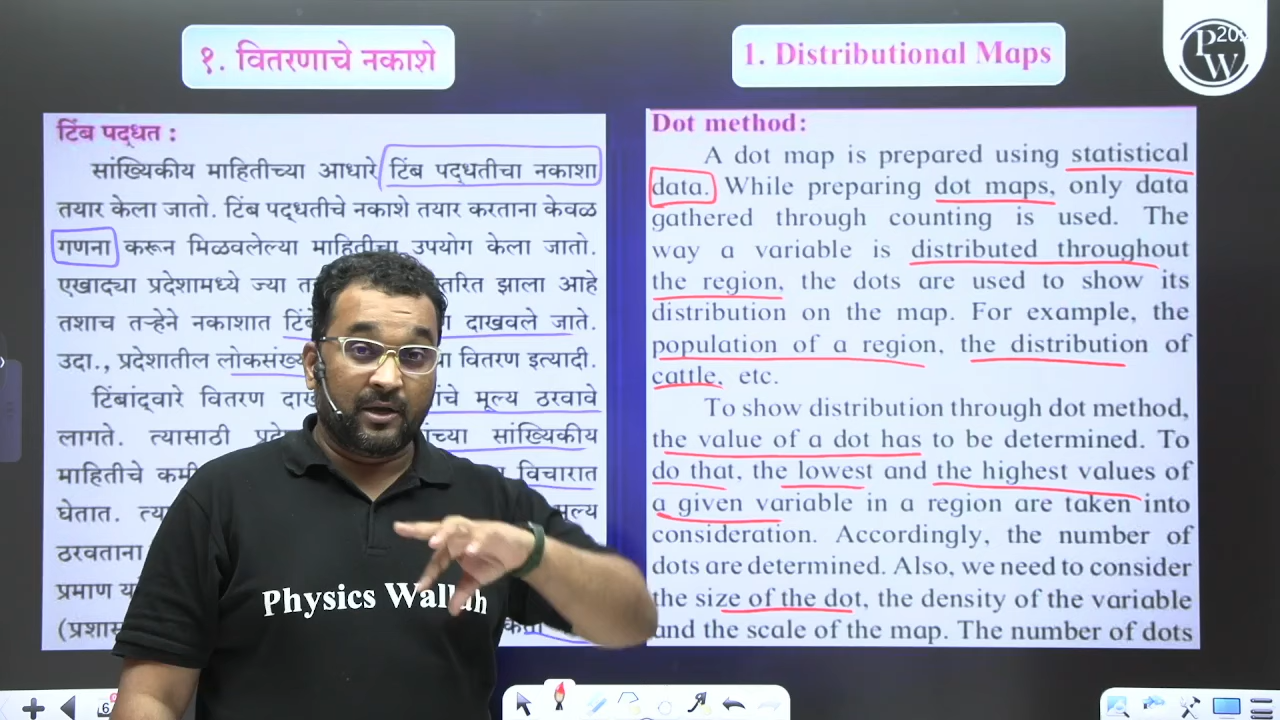 १. वितरणाचे नकाशे
1. Distributional Maps
PW
टिंब पद्धत :
सांख्यिकीय माहितीच्या आधारे टिंब पद्धतीचा नकाशा
तयार केला जातो. टिंब पद्धतीचे नकाशे तयार करताना केवळ
गणना करून मिळवलेल्या माहितीचा उपयोग केला जातो.
एखाद्या प्रदेशामध्ये ज्या झाला आहे
तशाच तऱ्हेने नकाशात दाखवले जाते.
उदा., प्रदेशातील वितरण इत्यादी.
टिंबांद्वारे वितरण मूल्य ठरवावे
लागते. त्यासाठी सांख्यिकीय
माहितीचे विचारात
घेतात.
ठरवताना
प्रमाण
Dot method:
A dot map is prepared using statistical
data. While preparing dot maps, only data
gathered through counting is used. The
way a variable is distributed throughout
the region, the dots are used to show its
distribution on the map. For example, the
population of a region, the distribution of
cattle, etc.
To show distribution through dot method,
the value of a dot has to be determined. To
do that, the lowest and the highest values of
a given variable in a region are taken into
consideration. Accordingly, the number of
dots are determined. Also, we need to consider
the size of the dot, the density of the variable
and the scale of the map. The number of dots
Physics Wallah